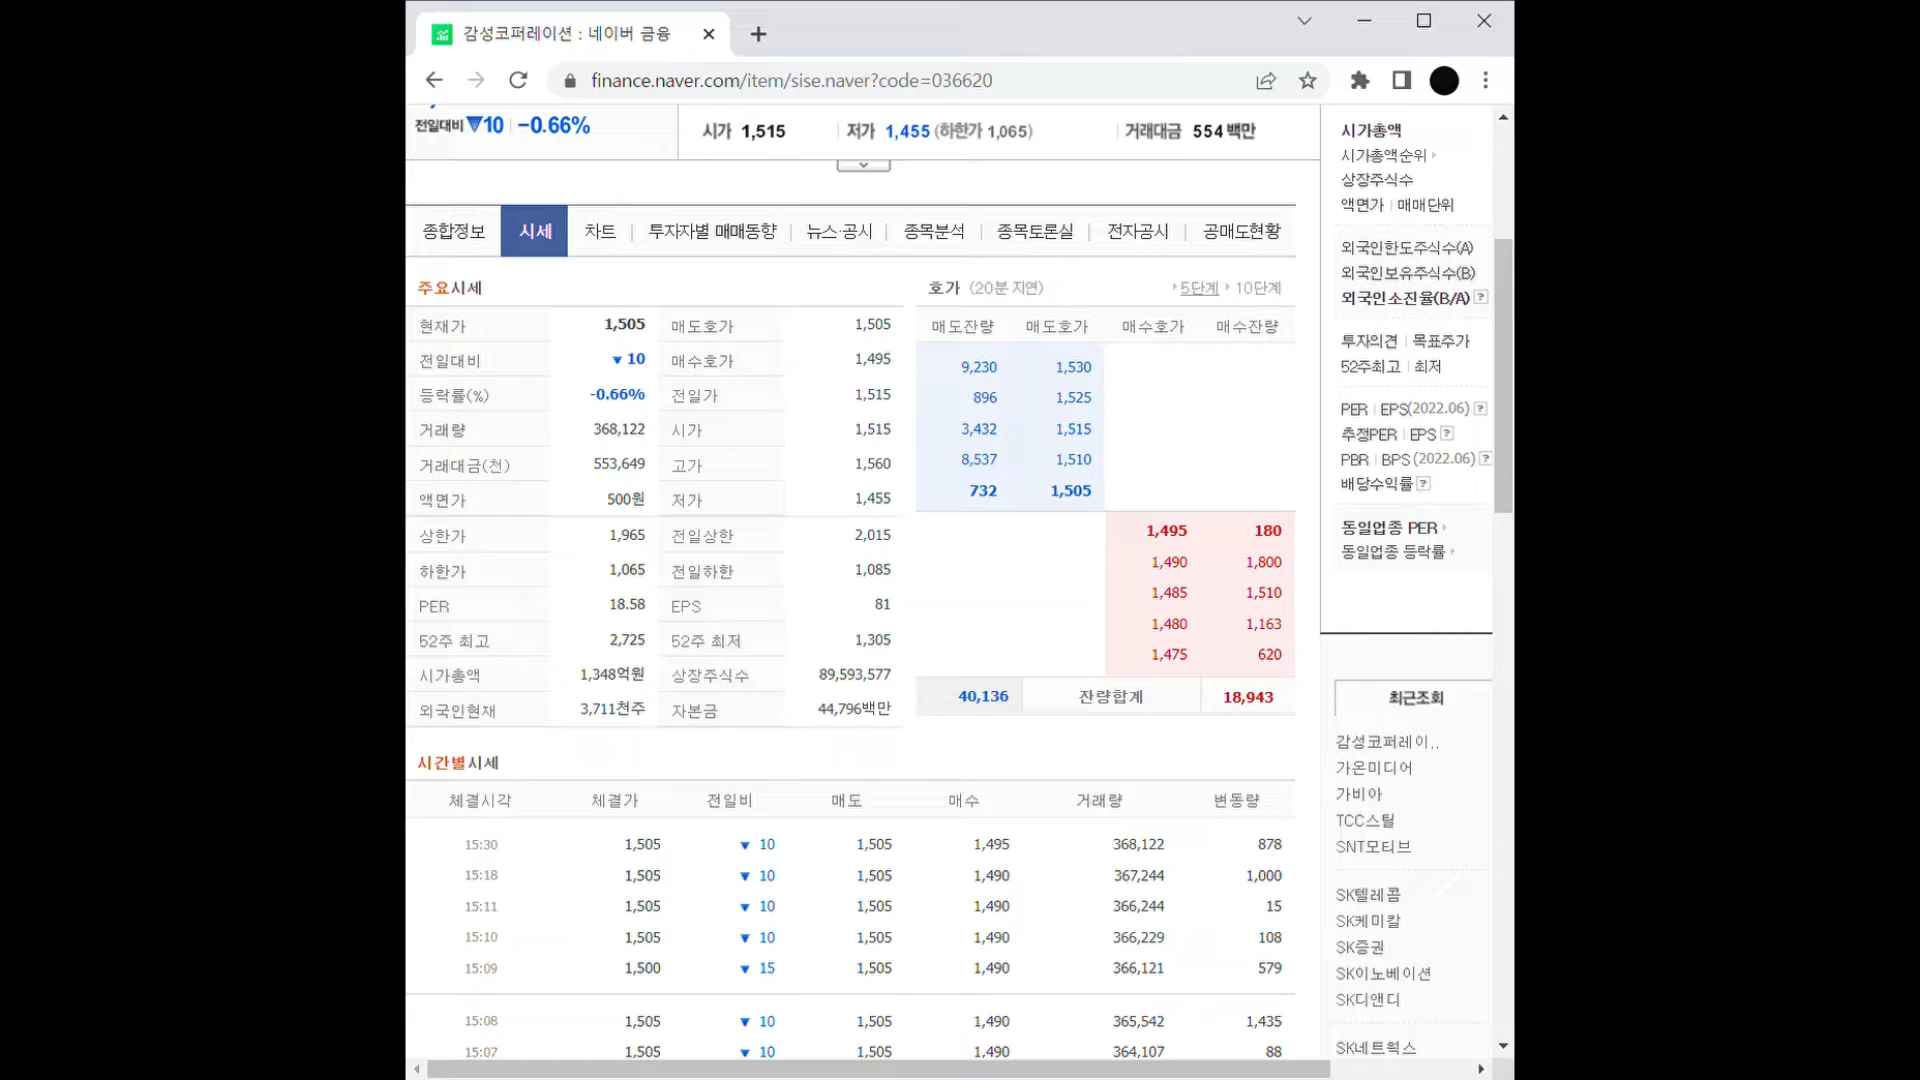 감성코퍼레이션 : 네이버 금융
finance.naver.com/item/sise.naver?code=036620
전일대비 ▼10 -0.66% 시가 1,515 저가 1,455 (하한가 1,065) 거래대금 554 백만
종합정보 시세 차트 투자자별 매매동향 뉴스·공시 종목분석 종목토론실 전자공시 공매도현황
주요시세
현재가 1,505 매도호가 1,505
전일대비 ▼ 10 매수호가 1,495
등락률(%) -0.66% 전일가 1,515
거래량 368,122 시가 1,515
거래대금(천) 553,649 고가 1,560
액면가 500원 저가 1,455
상한가 1,965 전일상한 2,015
하한가 1,065 전일하한 1,085
PER 18.58 EPS 81
52주 최고 2,725 52주 최저 1,305
시가총액 1,348억원 상장주식수 89,593,577
외국인현재 3,711천주 자본금 44,796백만
호가 (20분 지연) 5단계 10단계
매도잔량 매도호가 매수호가 매수잔량
9,230 1,530
896 1,525
3,432 1,515
8,537 1,510
732 1,505
1,495 180
1,490 1,800
1,485 1,510
1,480 1,163
1,475 620
40,136 잔량합계 18,943
시간별시세
체결시각 체결가 전일비 매도 매수 거래량 변동량
15:30 1,505 ▼ 10 1,505 1,495 368,122 878
15:18 1,505 ▼ 10 1,505 1,490 367,244 1,000
15:11 1,505 ▼ 10 1,505 1,490 366,244 15
15:10 1,505 ▼ 10 1,505 1,490 366,229 108
15:09 1,500 ▼ 15 1,505 1,490 366,121 579
15:08 1,505 ▼ 10 1,505 1,490 365,542 1,435
15:07 1,505 ▼ 10 1,505 1,490 364,107 88
시가총액
시가총액순위
상장주식수
액면가 매매단위
외국인한도주식수(A)
외국인보유주식수(B)
외국인소진율(B/A) ?
투자의견 목표주가
52주최고 최저
PER EPS(2022.06) ?
추정PER EPS ?
PBR BPS (2022.06) ?
배당수익률 ?
동일업종 PER
동일업종 등락률
최근조회
감성코퍼레이..
가온미디어
가비아
TCC스틸
SNT모티브
SK텔레콤
SK케미칼
SK증권
SK이노베이션
SK디앤디
SK네트웍스